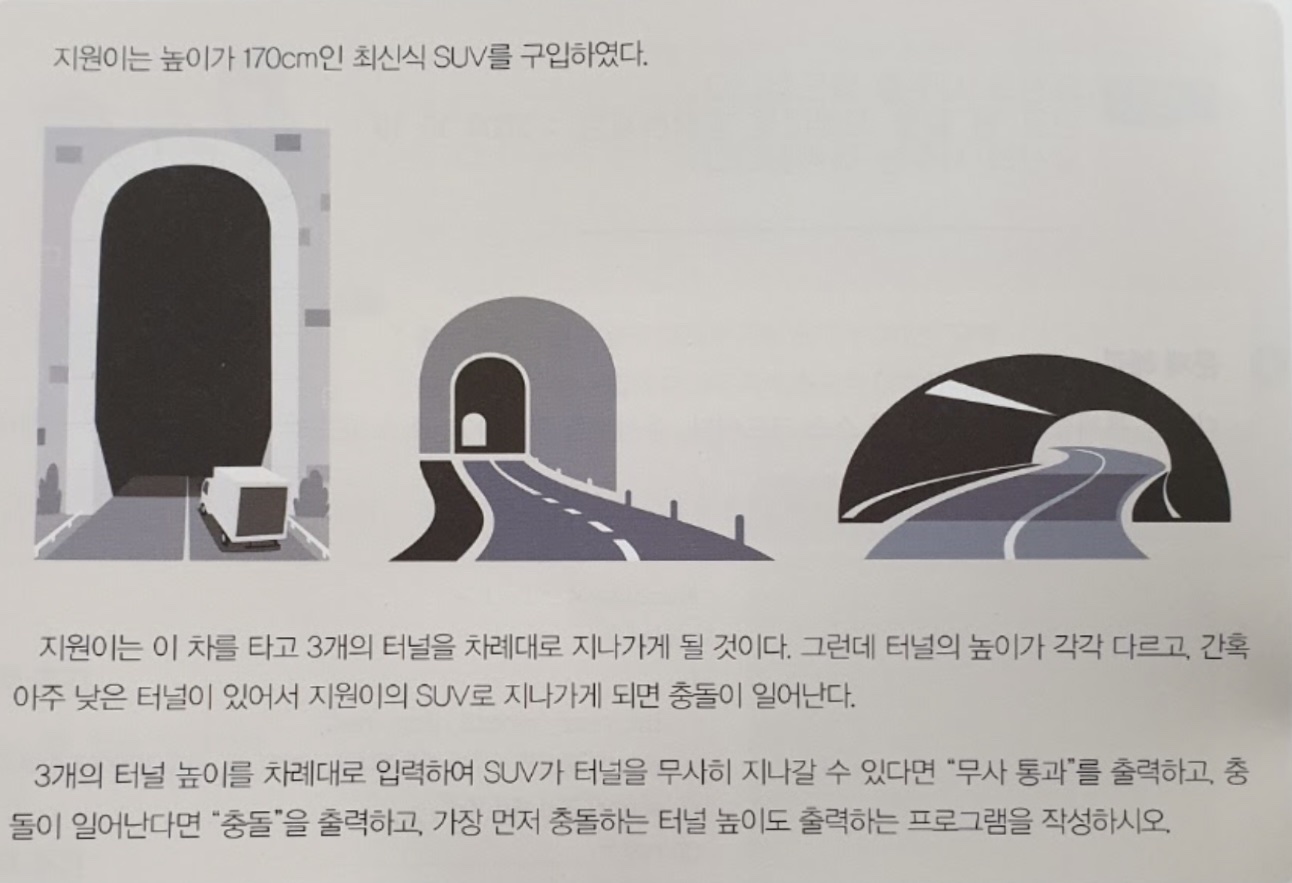 지원이는 높이가 170cm인 최신식 SUV를 구입하였다.
지원이는 이 차를 타고 3개의 터널을 차례대로 지나가게 될 것이다. 그런데 터널의 높이가 각각 다르고, 간혹
아주 낮은 터널이 있어서 지원이의 SUV로 지나가게 되면 충돌이 일어난다.
3개의 터널 높이를 차례대로 입력하여 SUV가 터널을 무사히 지나갈 수 있다면 “무사 통과”를 출력하고, 충
돌이 일어난다면 “충돌”을 출력하고, 가장 먼저 충돌하는 터널 높이도 출력하는 프로그램을 작성하시오.